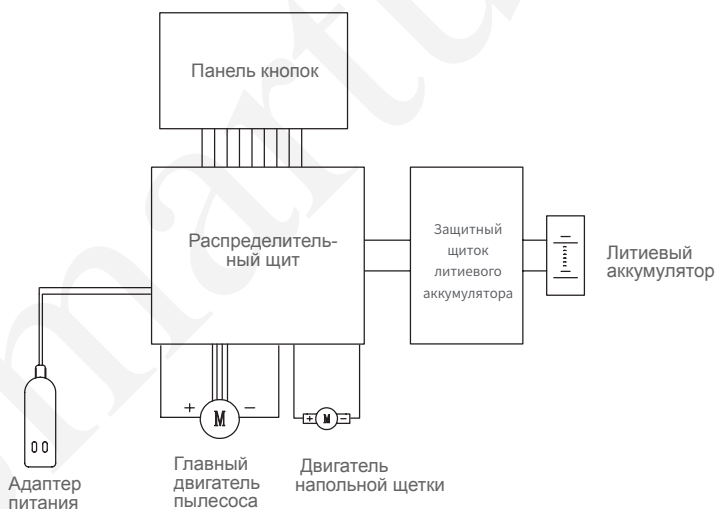 Панель кнопок
Распределитель-
ный щит
Защитный
щиток
литиевого
аккумулятора
Литиевый
аккумулятор
+
M
–
+ M –
Адаптер
питания
Главный
двигатель
пылесоса
Двигатель
напольной щетки